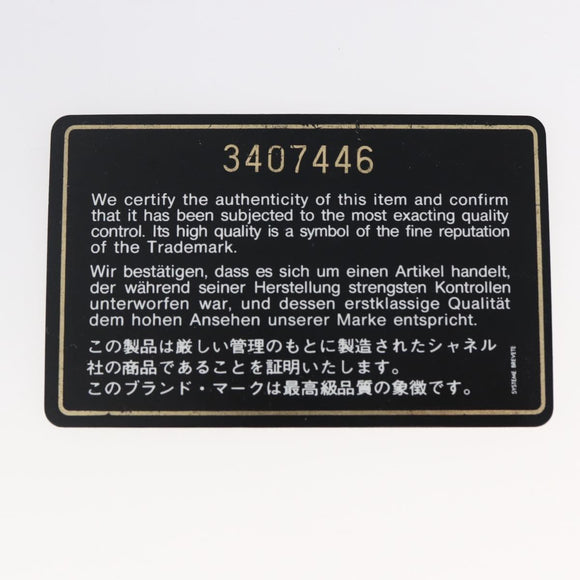 3407446
We certify the authenticity of this item and confirm
that it has been subjected to the most exacting quality
control. Its high quality is a symbol of the fine reputation
of the Trademark.
Wir bestätigen, dass es sich um einen Artikel handelt,
der während seiner Herstellung strengsten Kontrollen
unterworfen war, und dessen erstklassige Qualität
dem hohen Ansehen unserer Marke entspricht.
この製品は厳しい管理のもとに製造されたシャネル
社の商品であることを証明いたします。
このブランド・マークは最高級品質の象徴です。
SYSTEME BREVETE